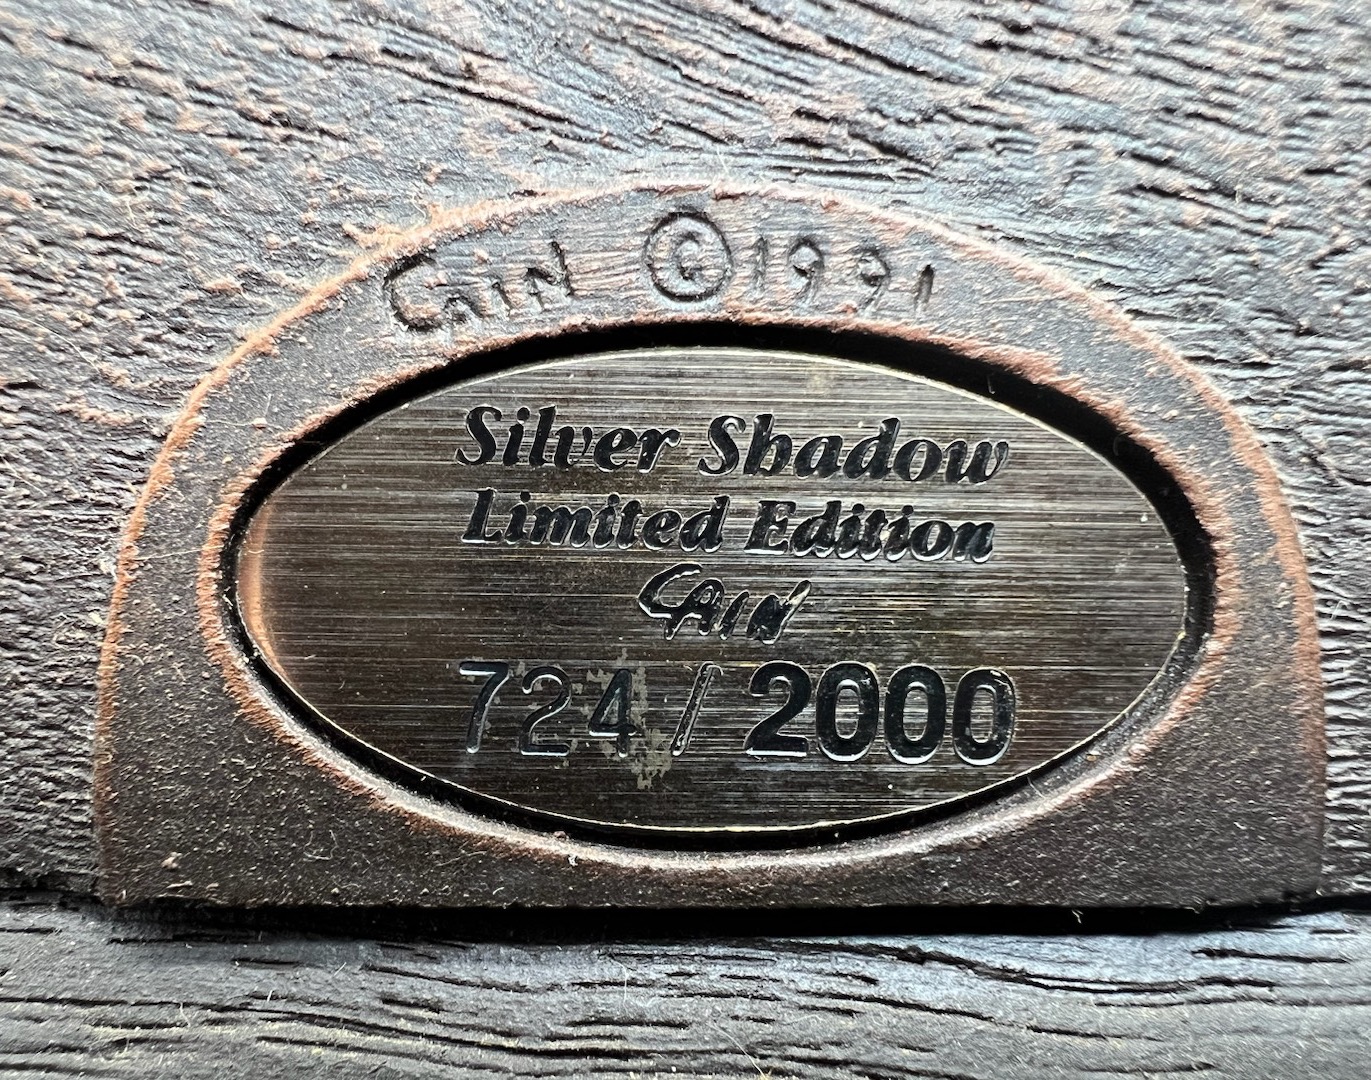 Cain © 1991
Silver Shadow
Limited Edition
Cain
724/2000